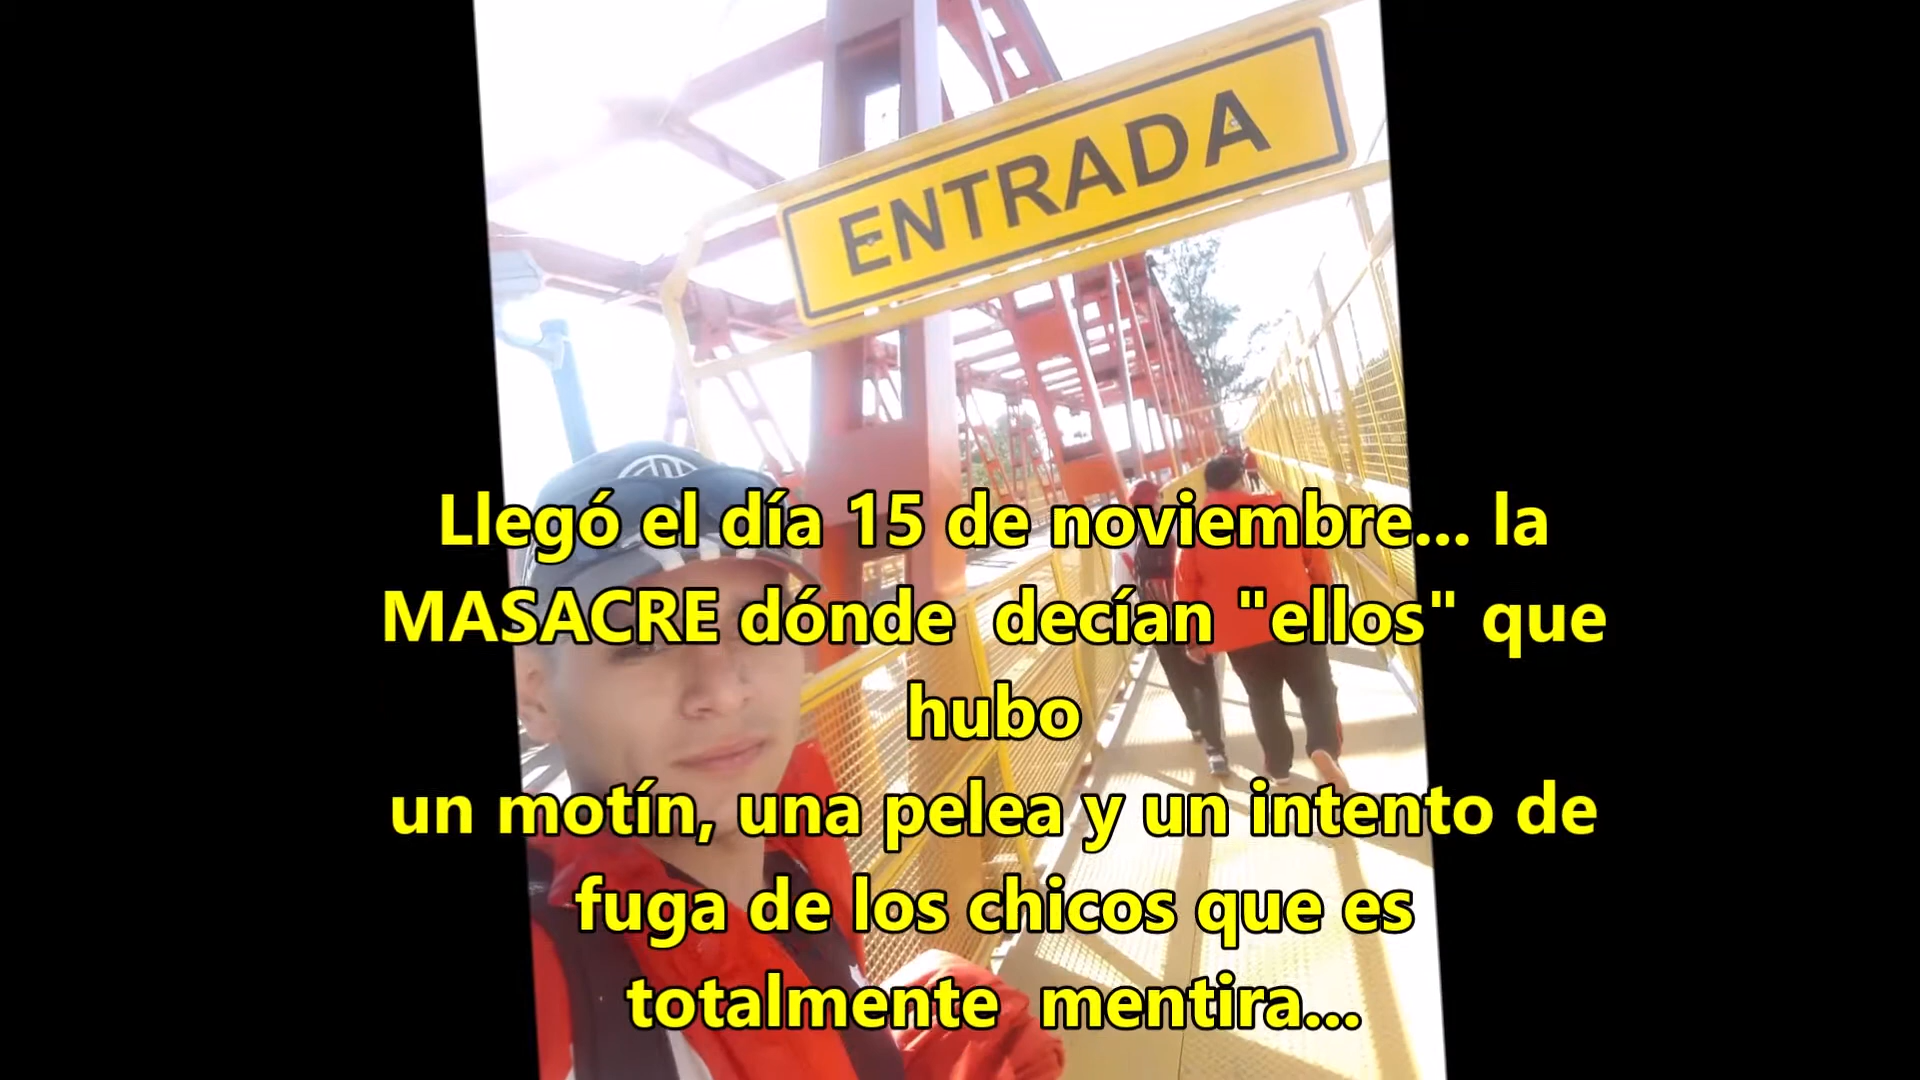 ENTRADA
Llegó el día 15 de noviembre... la
MASACRE dónde  decían "ellos" que
hubo
un motín, una pelea y un intento de
fuga de los chicos que es
totalmente  mentira...